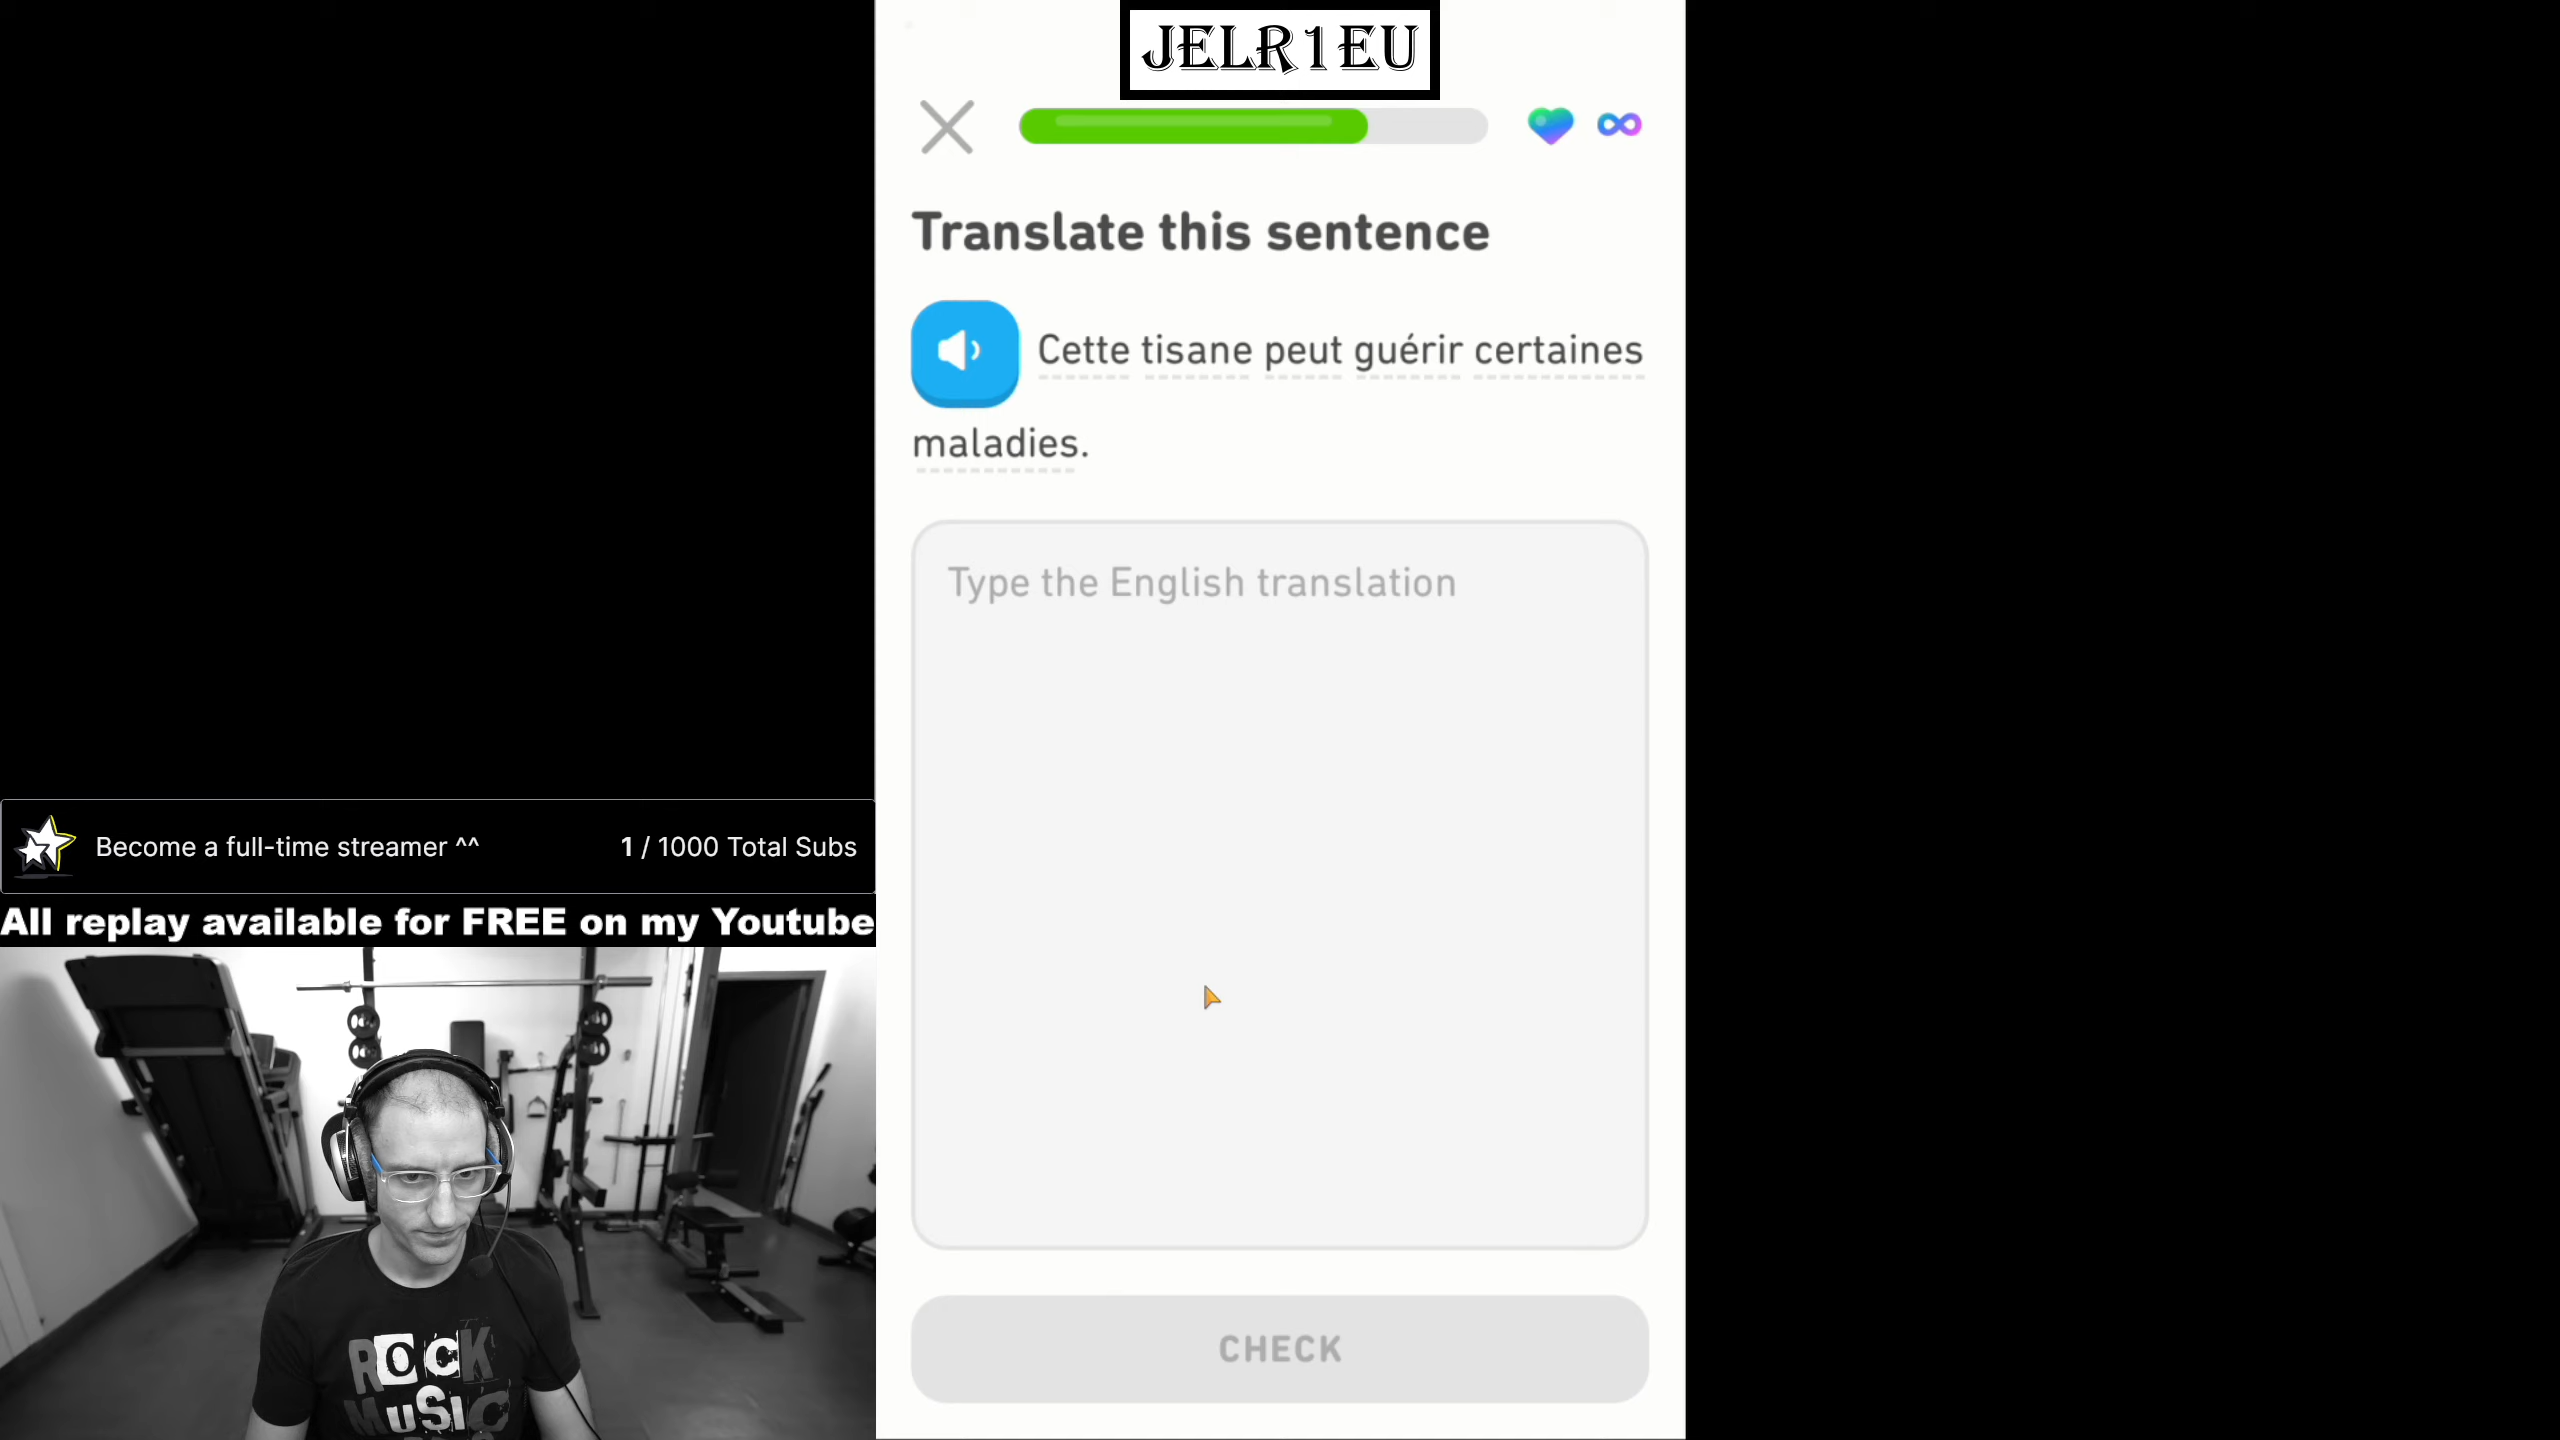 JELR1EU
Translate this sentence
Cette tisane peut guérir certaines
maladies.
Type the English translation
CHECK
Become a full-time streamer ^^ 1 / 1000 Total Subs
All replay available for FREE on my Youtube
ROCK
MUSIC